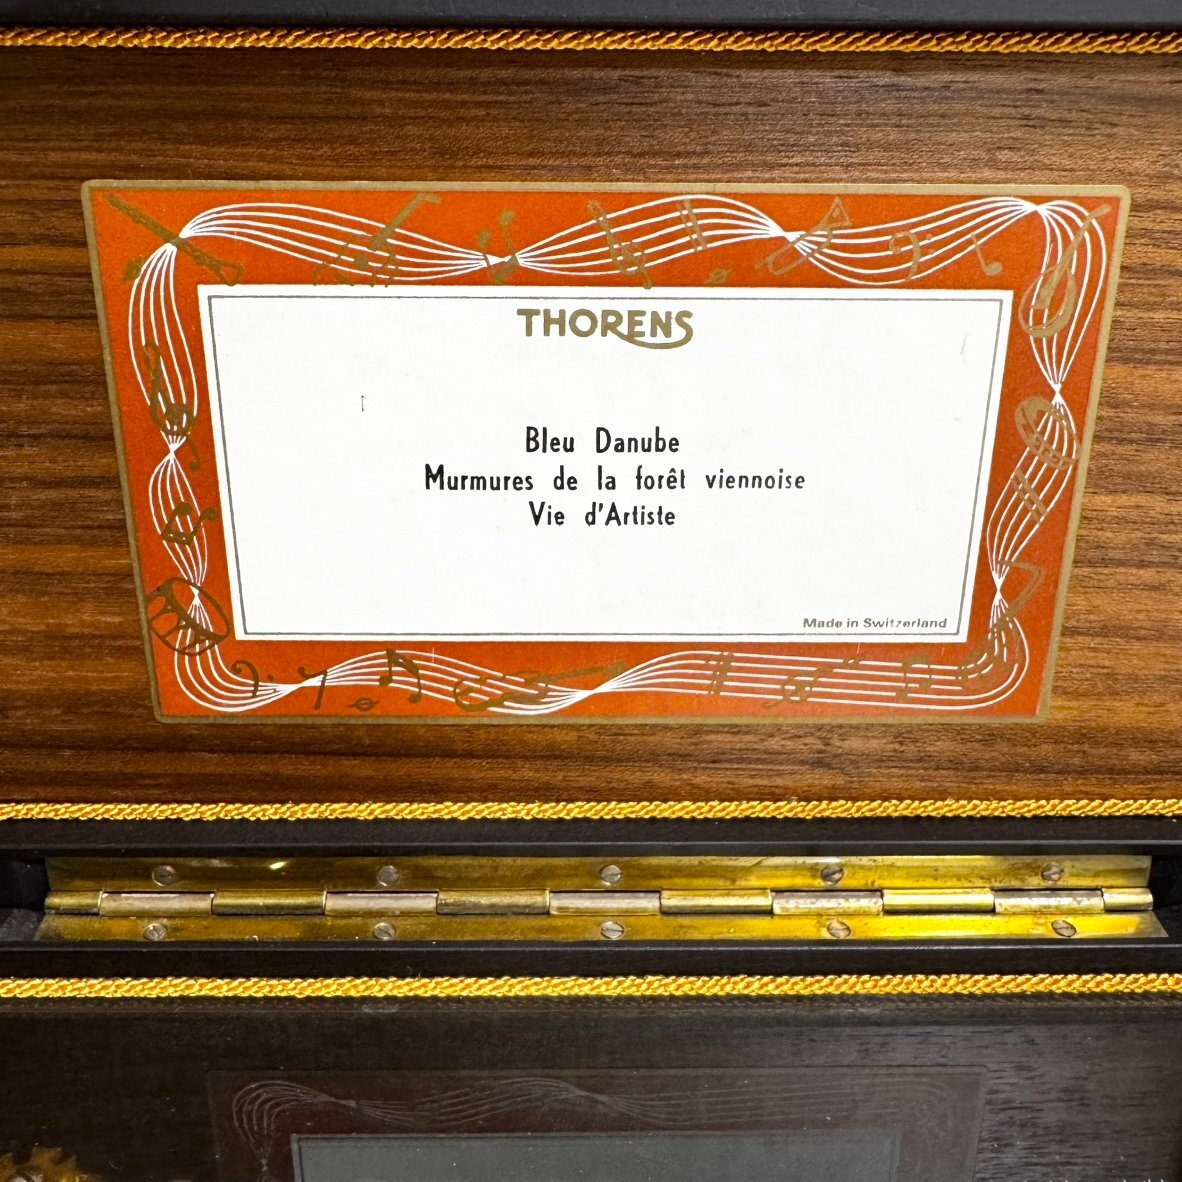 THORENS
Bleu Danube
Murmures de la forêt viennoise
Vie d'Artiste
Made in Switzerland